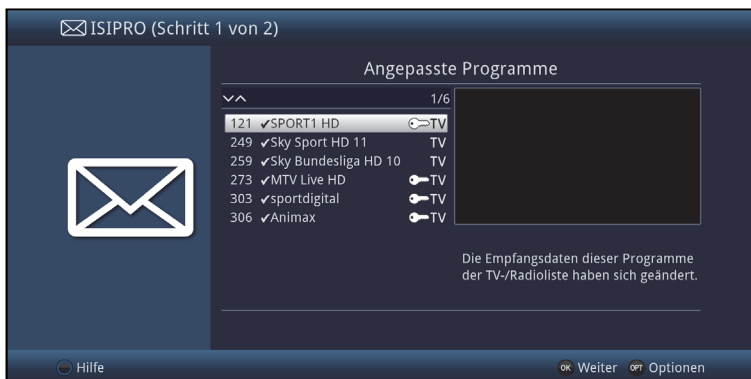 ISIPRO (Schritt 1 von 2)
Angepasste Programme
1/6
121 ✔SPORT1 HD TV
249 ✔Sky Sport HD 11 TV
259 ✔Sky Bundesliga HD 10 TV
273 ✔MTV Live HD TV
303 ✔sportdigital TV
306 ✔Animax TV
Die Empfangsdaten dieser Programme
der TV-/Radioliste haben sich geändert.
Hilfe
OK Weiter OPT Optionen